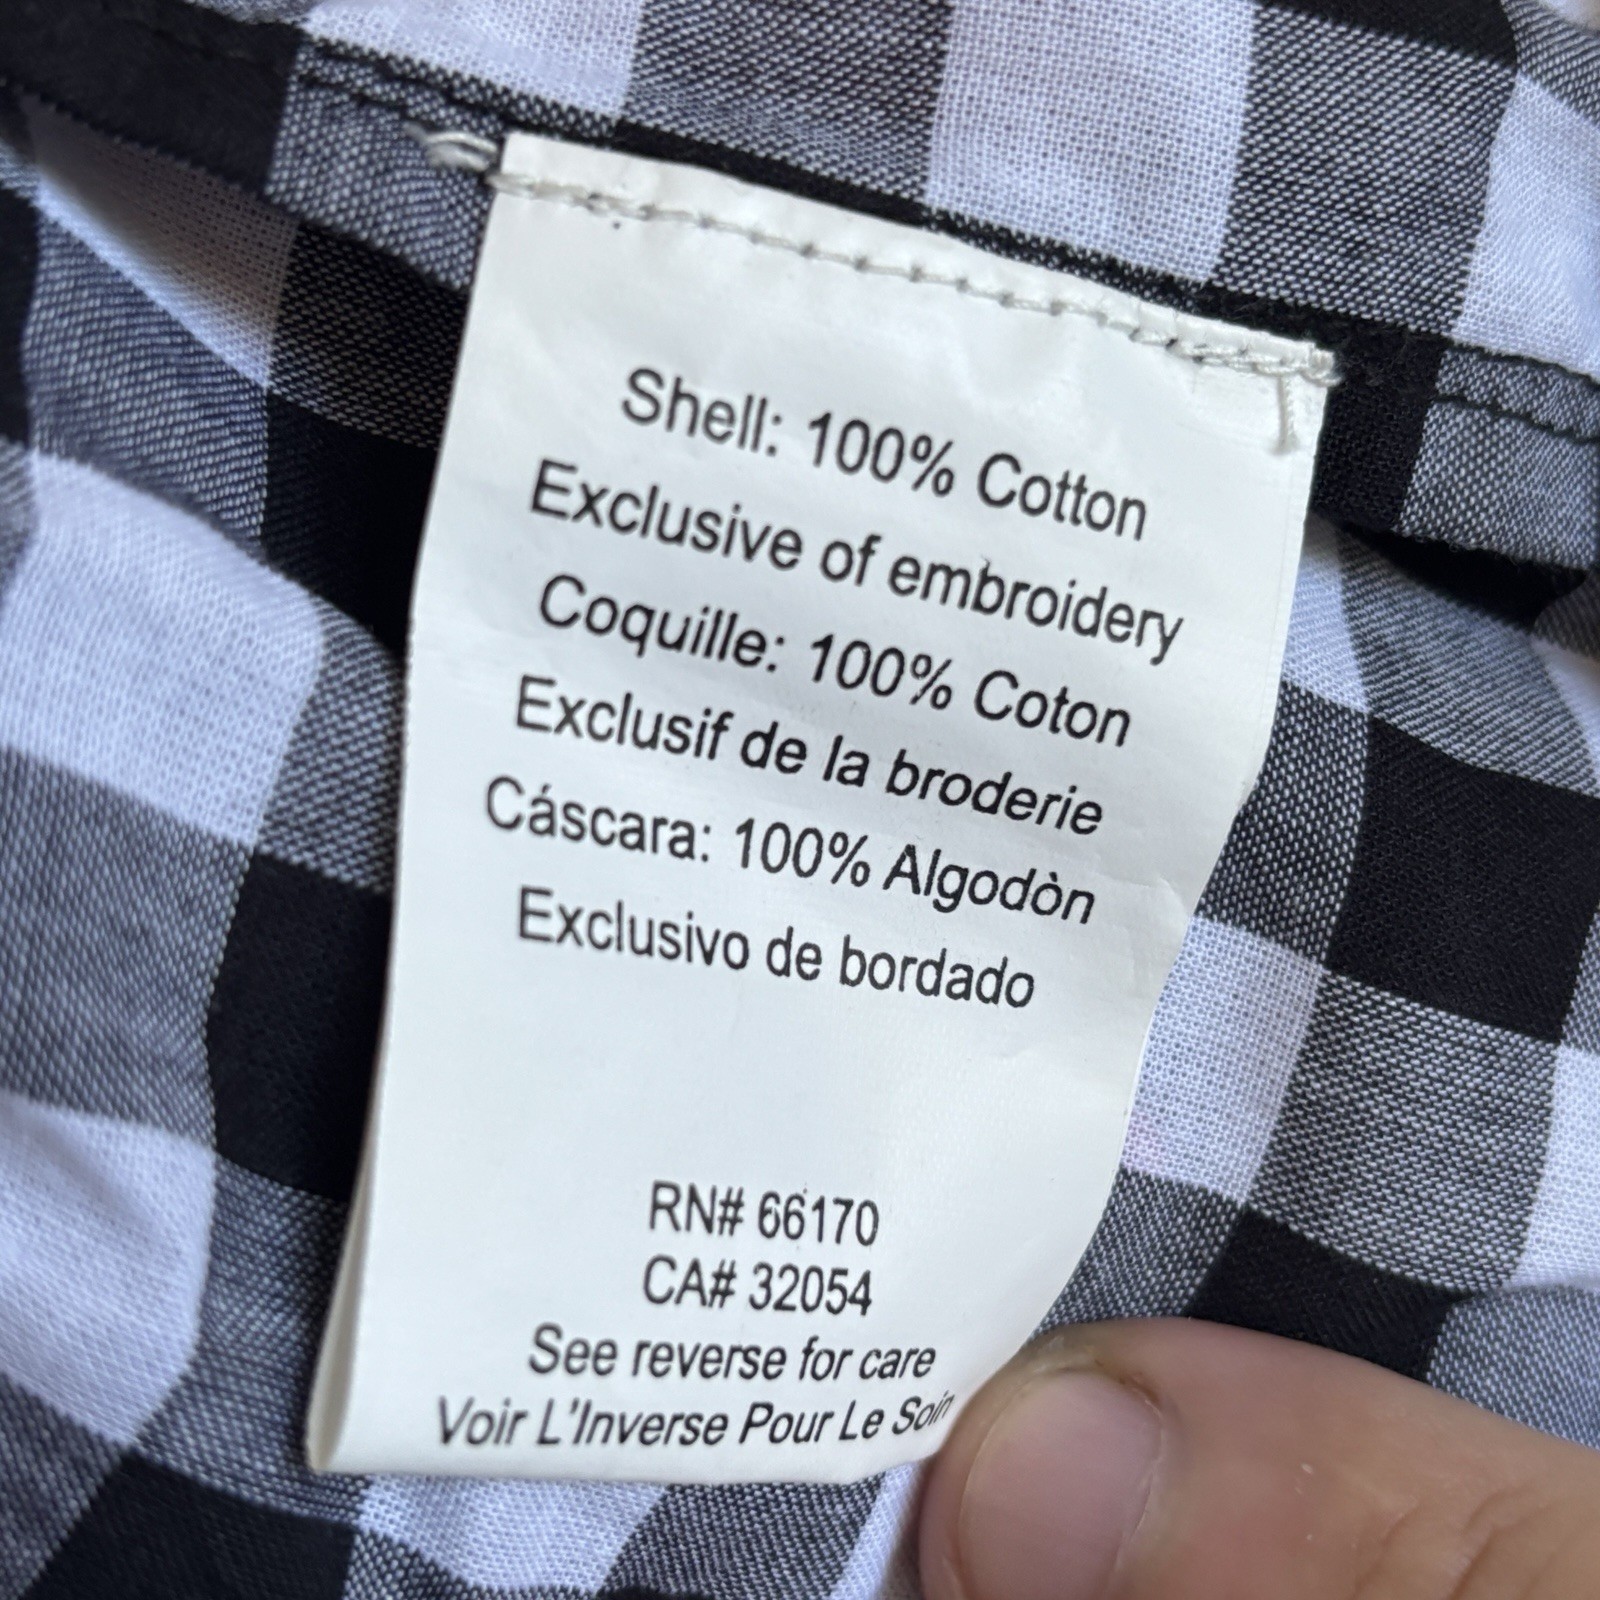 Shell: 100% Cotton
Exclusive of embroidery
Coquille: 100% Coton
Exclusif de la broderie
Cáscara: 100% Algodòn
Exclusivo de bordado
RN# 66170
CA# 32054
See reverse for care
Voir L'Inverse Pour Le Soin